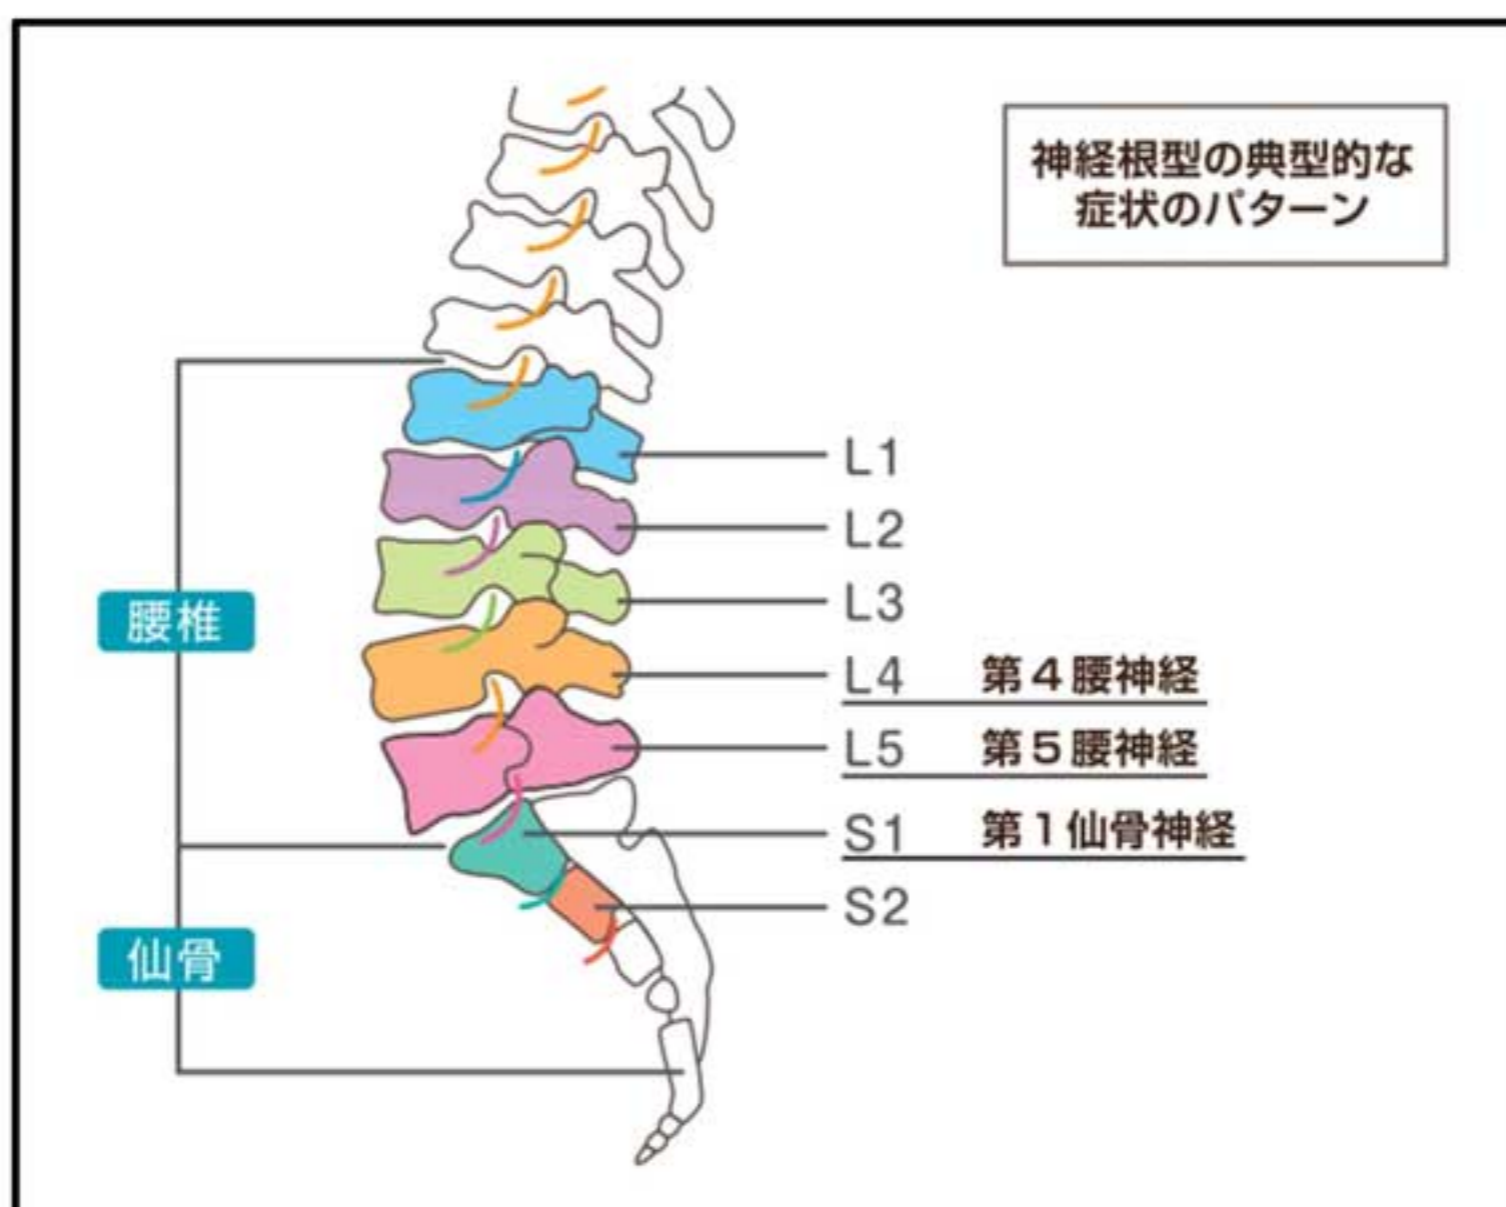 神経根型の典型的な
症状のパターン
L1
L2
腰椎
L3
L4 第4腰神経
L5 第5腰神経
S1 第1仙骨神経
S2
仙骨